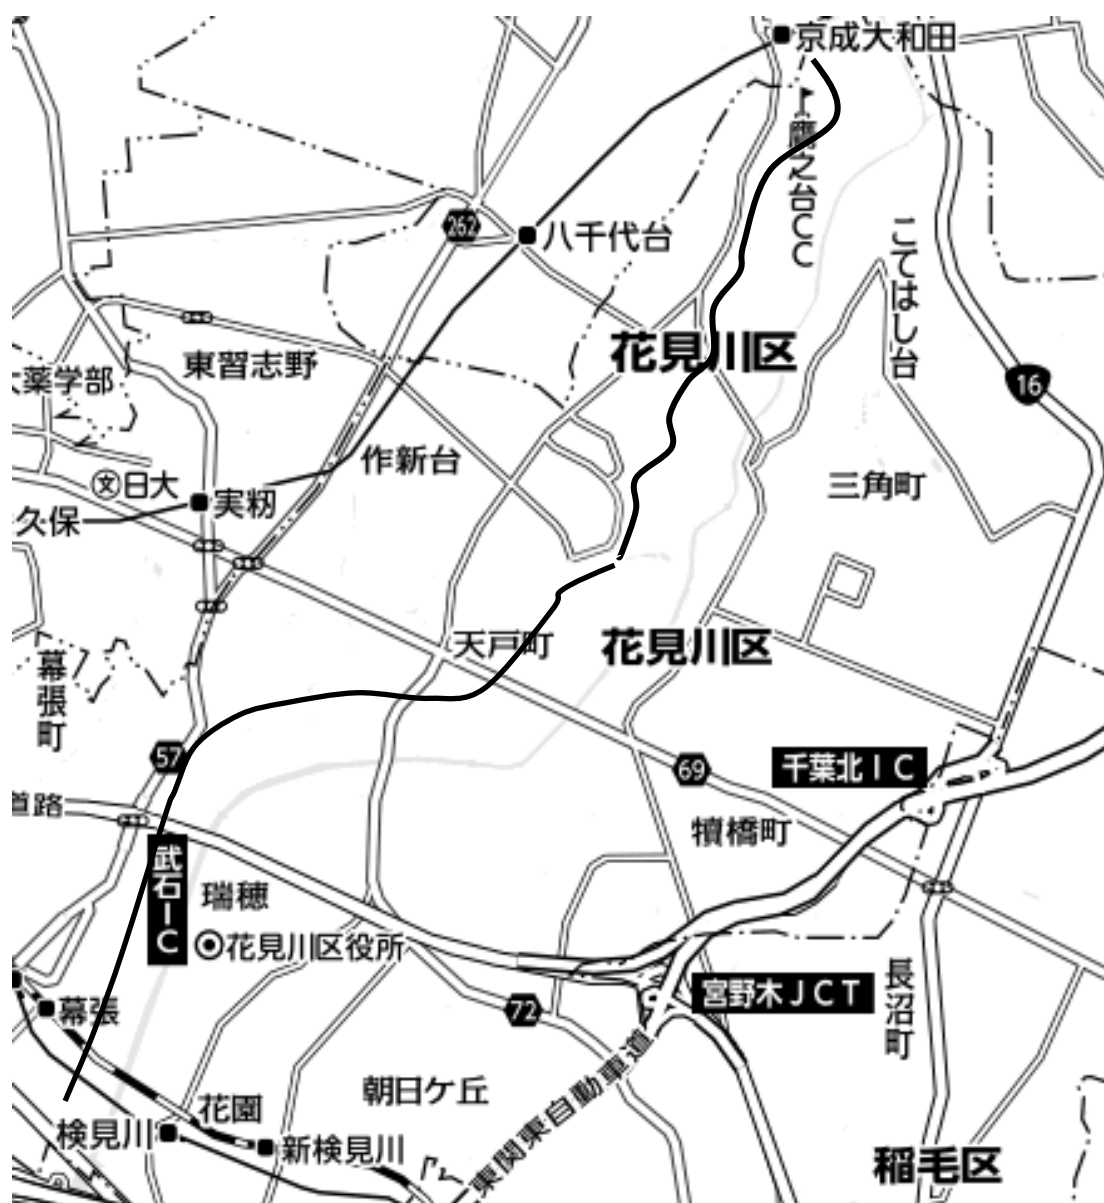 京成大和田
鷹之台CC
262
八千代台
こてはし台
花見川区
東習志野
薬学部
16
作新台
文日大
三角町
実籾
久保
天戸町
花見川区
幕張町
57
69
千葉北IC
道路
犢橋町
武石IC
瑞穂
花見川区役所
長沼町
宮野木JCT
72
幕張
朝日ケ丘
東関東自動車道
花園
検見川
新検見川
稲毛区